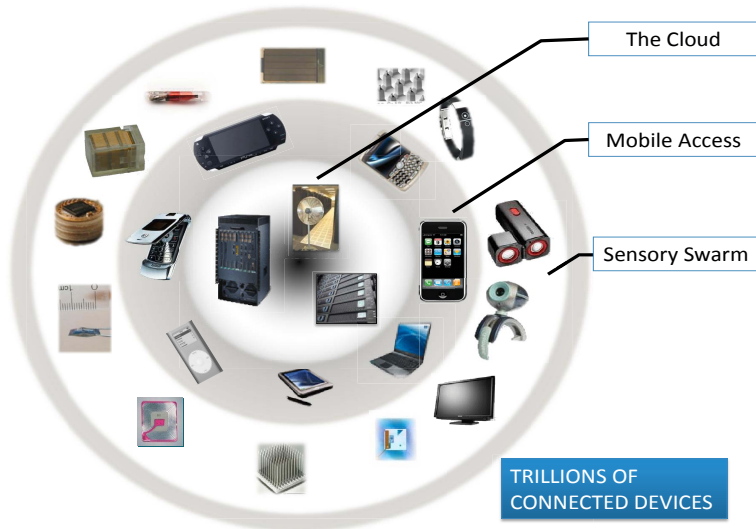 The Cloud
Mobile Access
Sensory Swarm
TRILLIONS OF
CONNECTED DEVICES